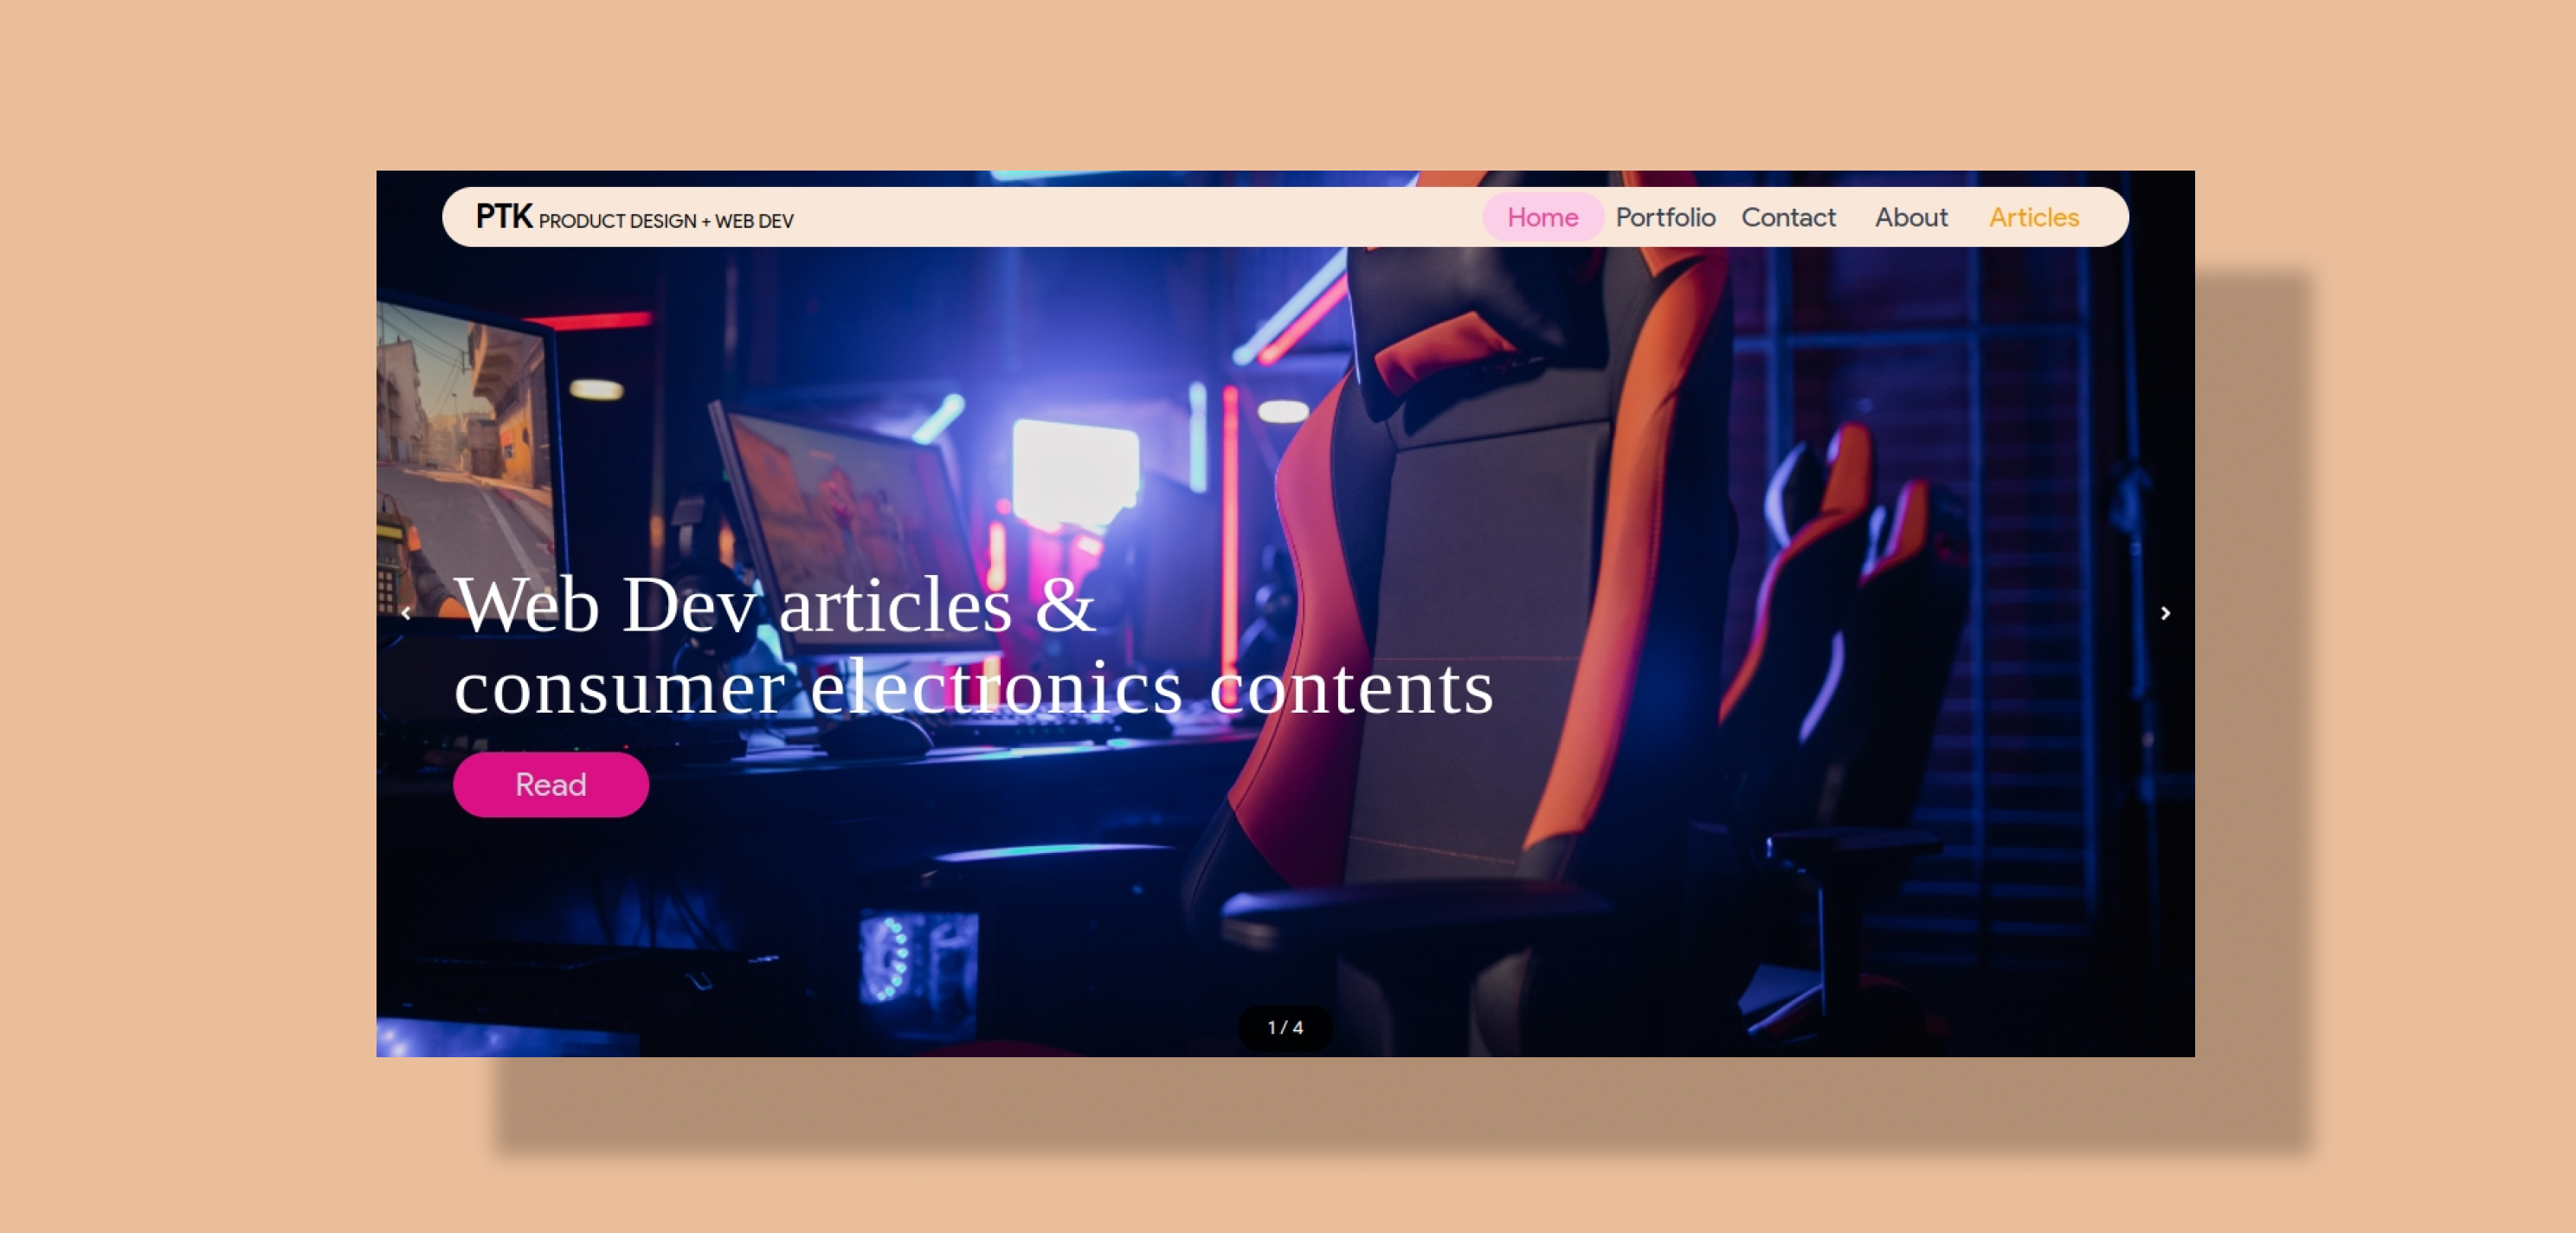 PTK PRODUCT DESIGN + WEB DEV
Home Portfolio Contact About Articles
Web Dev articles &
consumer electronics contents
Read
1 / 4